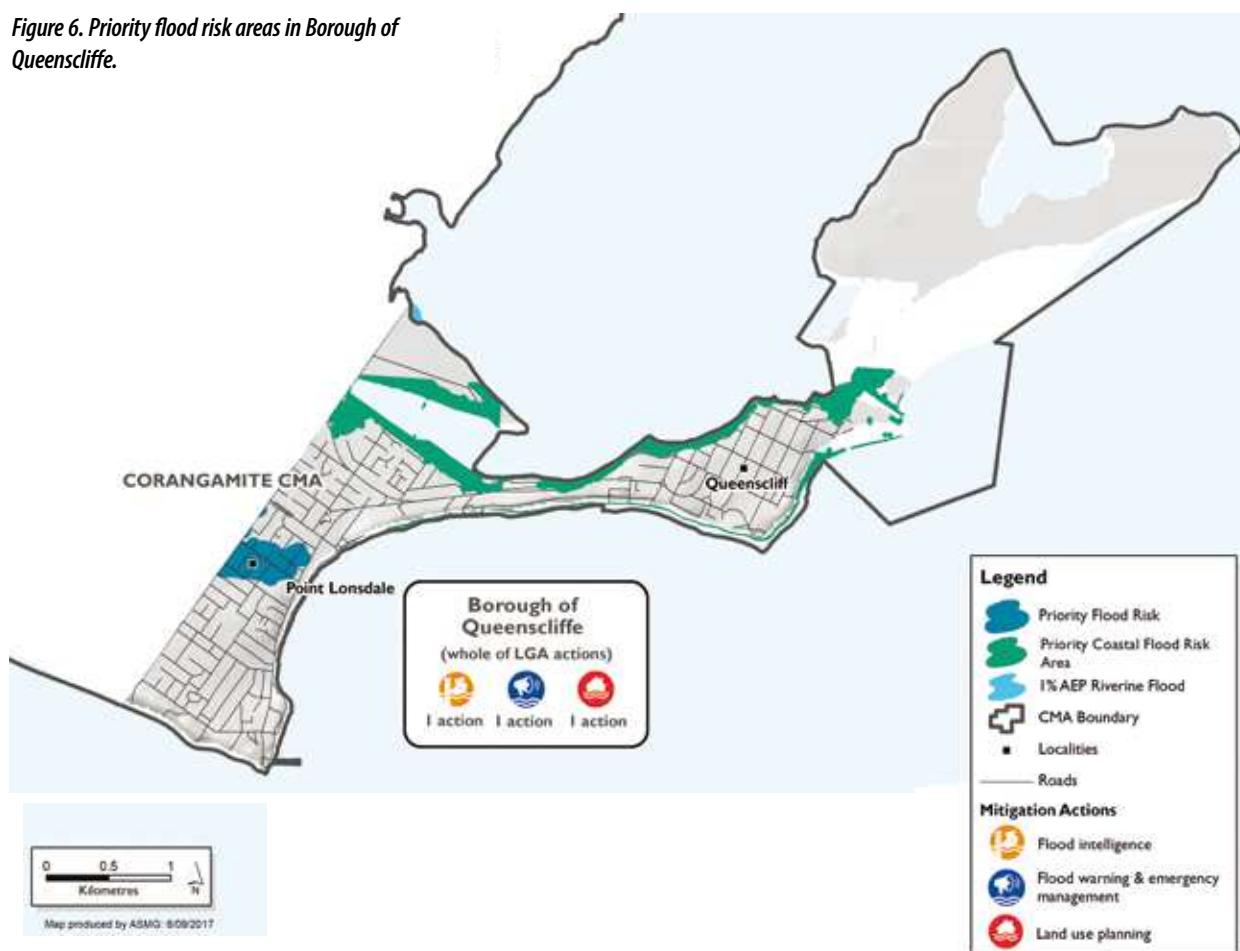 Figure 6. Priority flood risk areas in Borough of
Queenscliffe.
CORANGAMITE CMA
Queenscliff
Point Lonsdale
Borough of
Queenscliffe
(whole of LGA actions)
1 action 1 action 1 action
Legend
Priority Flood Risk
Priority Coastal Flood Risk
Area
1% AEP Riverine Flood
CMA Boundary
Localities
Roads
Mitigation Actions
Flood intelligence
Flood warning & emergency
management
Land use planning
0 0.5 1
Kilometres
N
Map produced by ASMG: 6/09/2017